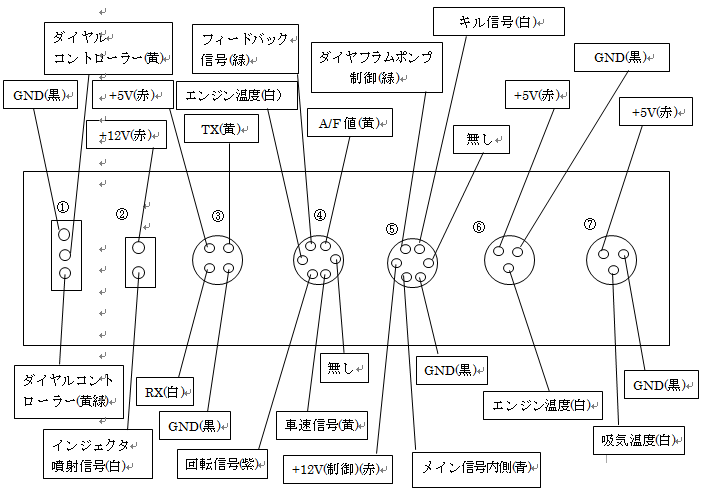 ダイヤル
コントローラー(黄)
フィードバック
信号(緑)
キル信号(白)
ダイヤフラムポンプ
制御(緑)
GND(黒)
GND(黒)
+5V(赤)
エンジン温度(白)
+5V(赤)
+5V(赤)
+12V(赤)
TX(黄)
A/F 値(黄)
無し
①
②
③
④
⑤
⑥
⑦
ダイヤルコント
ローラー(黄緑)
RX(白)
無し
GND(黒)
GND(黒)
GND(黒)
車速信号(黄)
エンジン温度(白)
インジェクタ
噴射信号(白)
回転信号(紫)
+12V(制御)(赤)
メイン信号内側(青)
吸気温度(白)